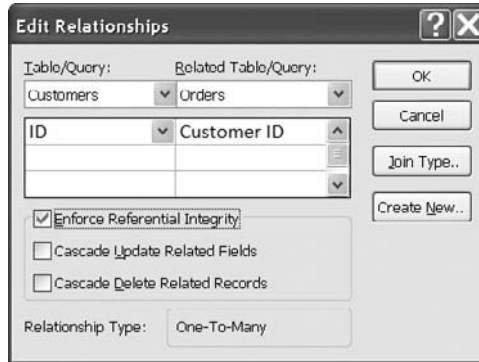 Edit Relationships
Table/Query: Related Table/Query:
Customers Orders
ID Customer ID
Enforce Referential Integrity
Cascade Update Related Fields
Cascade Delete Related Records
Relationship Type: One-To-Many
OK
Cancel
Join Type..
Create New..